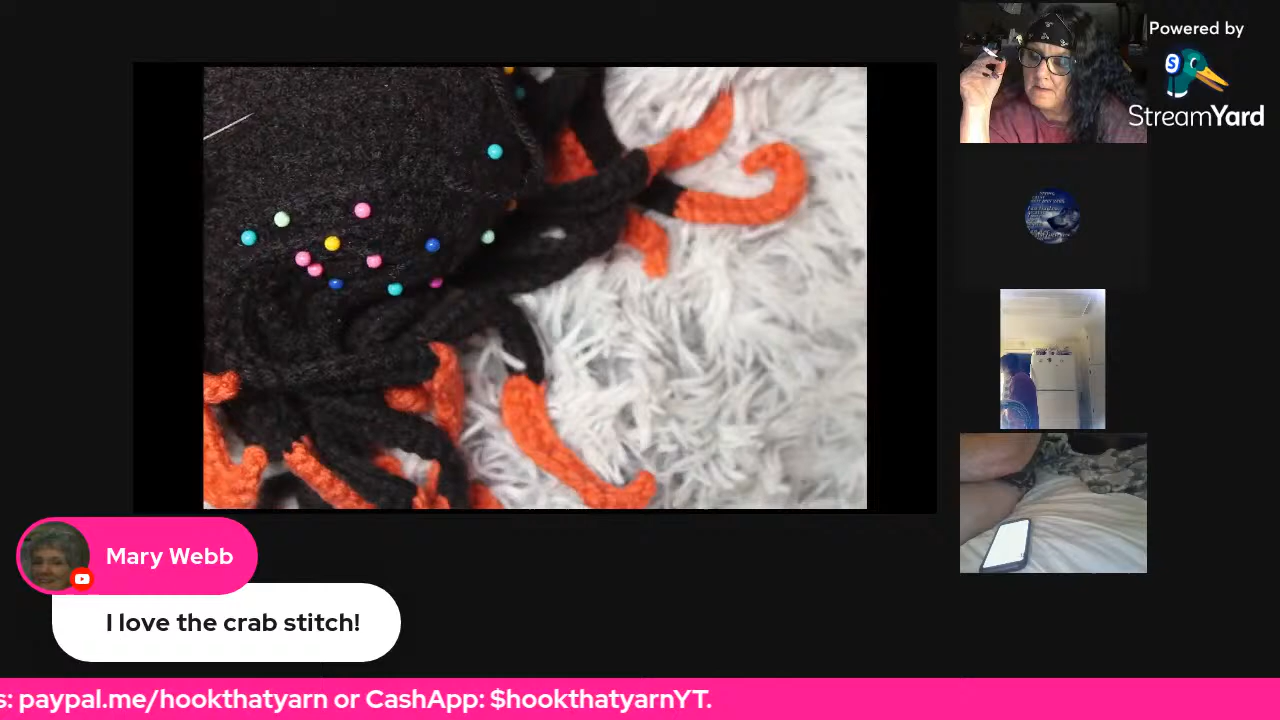 Powered by
S
StreamYard
Mary Webb
I love the crab stitch!
s: paypal.me/hookthatyarn or CashApp: $hookthatyarnYT.